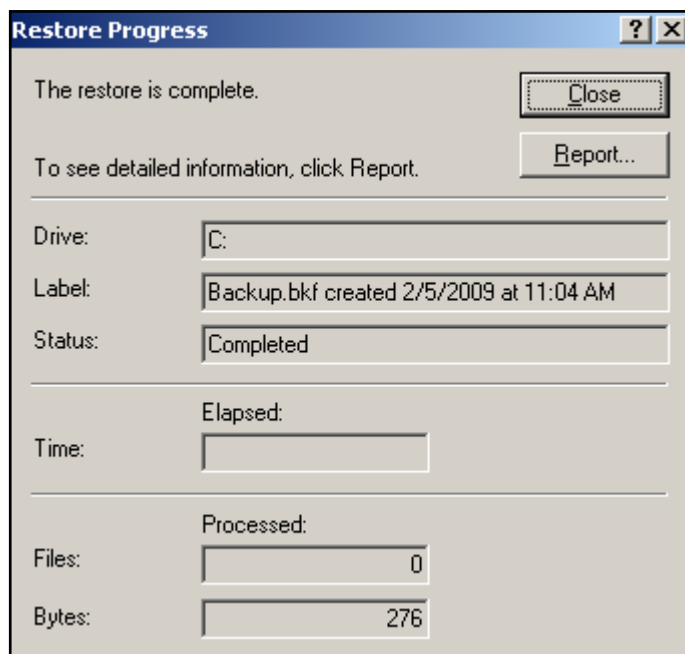 Restore Progress
The restore is complete.
Close
To see detailed information, click Report.
Report...
Drive: C:
Label: Backup.bkf created 2/5/2009 at 11:04 AM
Status: Completed
Elapsed:
Time:
Processed:
Files: 0
Bytes: 276